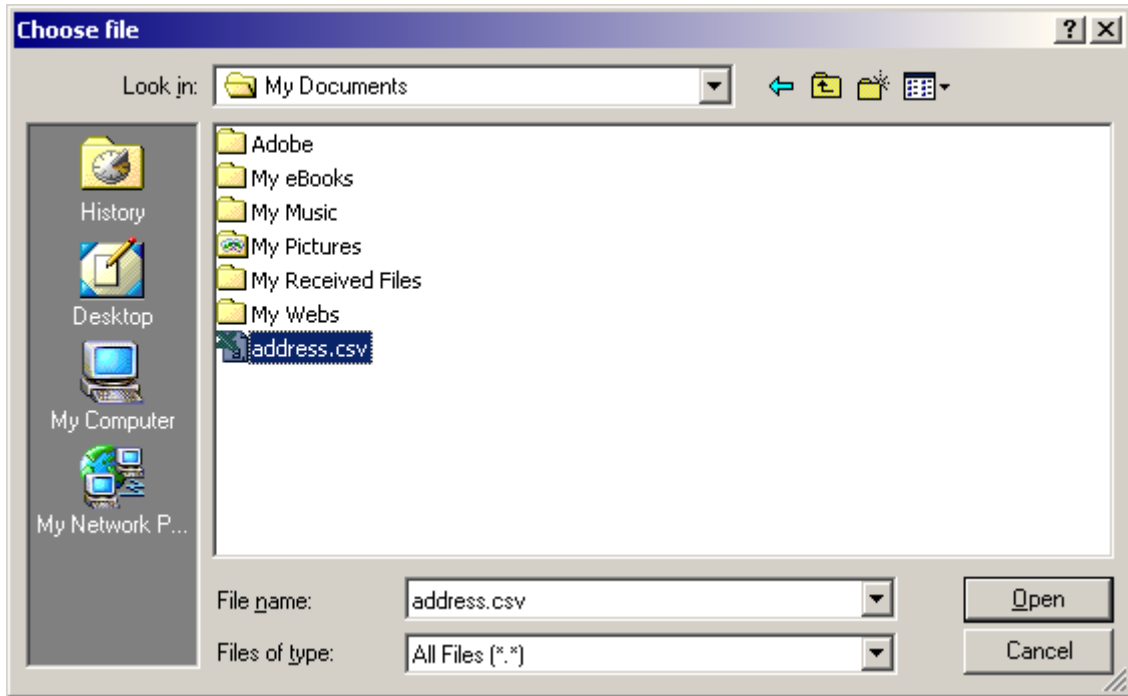 Choose file
Look in: My Documents
History
Desktop
My Computer
My Network P...
Adobe
My eBooks
My Music
My Pictures
My Received Files
My Webs
address.csv
File name: address.csv Open
Files of type: All Files (*.*) Cancel